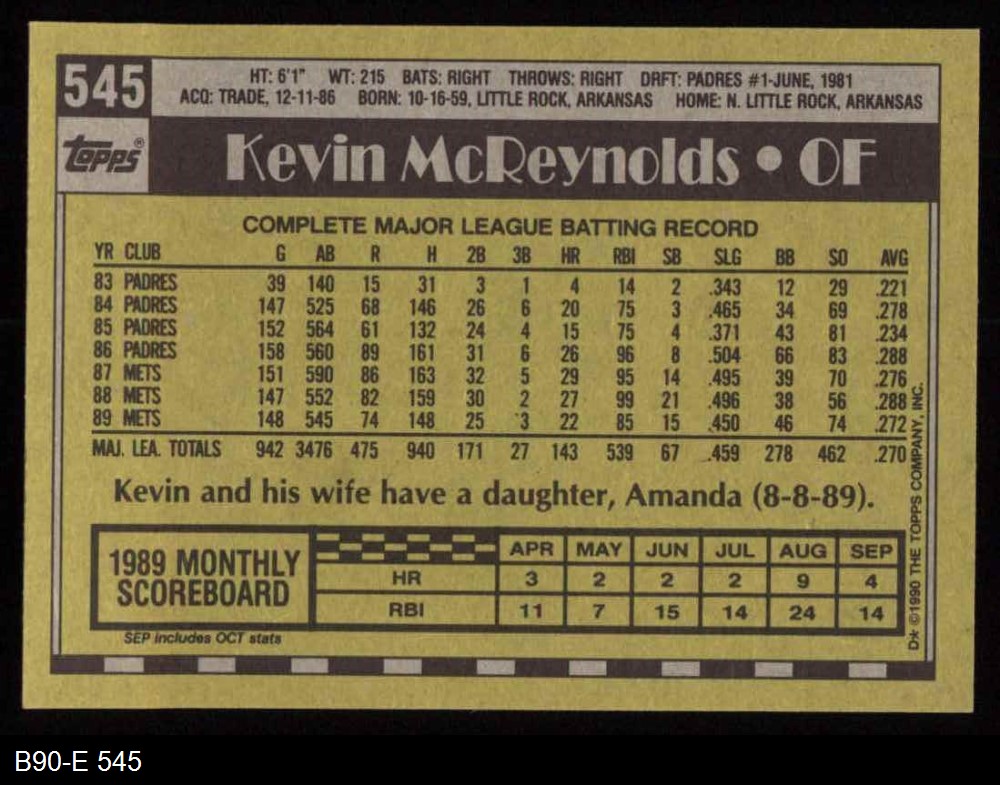 545
HT: 6'1" WT: 215 BATS: RIGHT THROWS: RIGHT DRFT: PADRES #1-JUNE, 1981
ACQ: TRADE, 12-11-86 BORN: 10-16-59, LITTLE ROCK, ARKANSAS HOME: N. LITTLE ROCK, ARKANSAS
topps®
Kevin McReynolds • OF
COMPLETE MAJOR LEAGUE BATTING RECORD
YR CLUB G AB R H 2B 3B HR RBI SB SLG BB SO AVG
83 PADRES 39 140 15 31 3 1 4 14 2 .343 12 29 .221
84 PADRES 147 525 68 146 26 6 20 75 3 .465 34 69 .278
85 PADRES 152 564 61 132 24 4 15 75 4 .371 43 81 .234
86 PADRES 158 560 89 161 31 6 26 96 8 .504 66 83 .288
87 METS 151 590 86 163 32 5 29 95 14 .495 39 70 .276
88 METS 147 552 82 159 30 2 27 99 21 .496 38 56 .288
89 METS 148 545 74 148 25 3 22 85 15 .450 46 74 .272
MAJ. LEA. TOTALS 942 3476 475 940 171 27 143 539 67 .459 278 462 .270
Kevin and his wife have a daughter, Amanda (8-8-89).
1989 MONTHLY
SCOREBOARD
APR MAY JUN JUL AUG SEP
HR 3 2 2 2 9 4
RBI 11 7 15 14 24 14
SEP includes OCT stats
D* ©1990 THE TOPPS COMPANY, INC.
B90-E 545